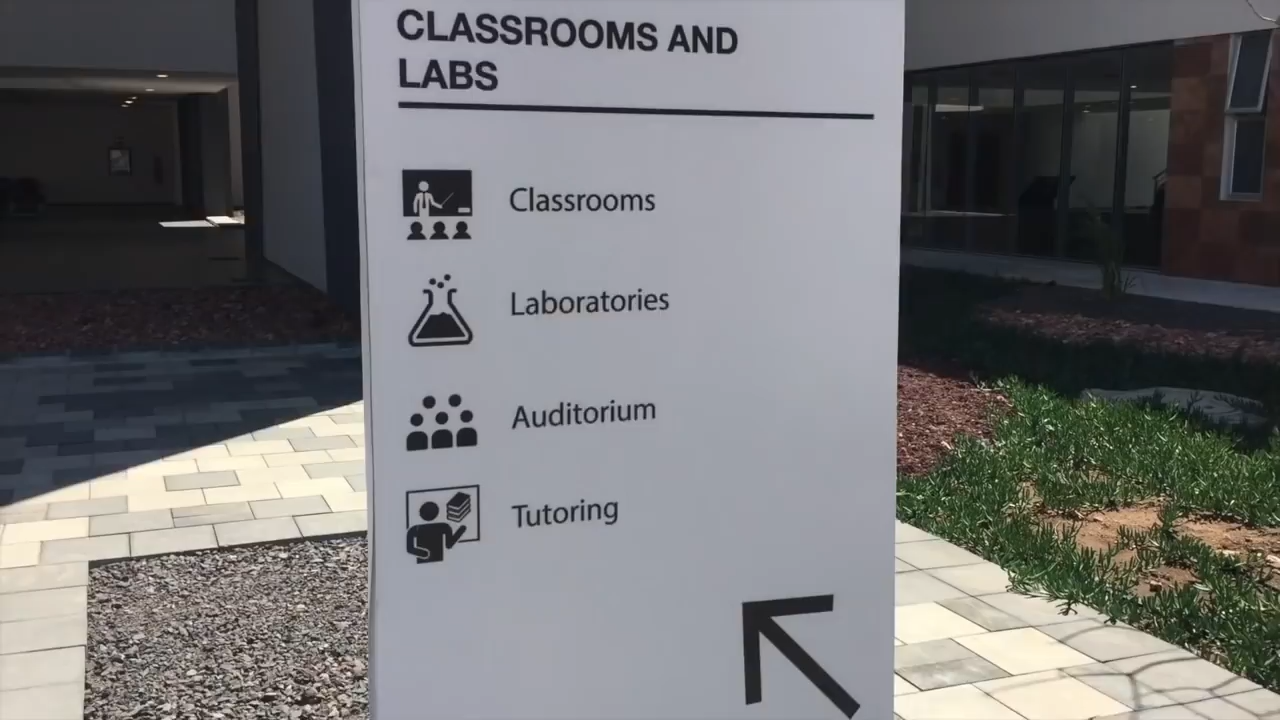 CLASSROOMS AND
LABS
Classrooms
Laboratories
Auditorium
Tutoring